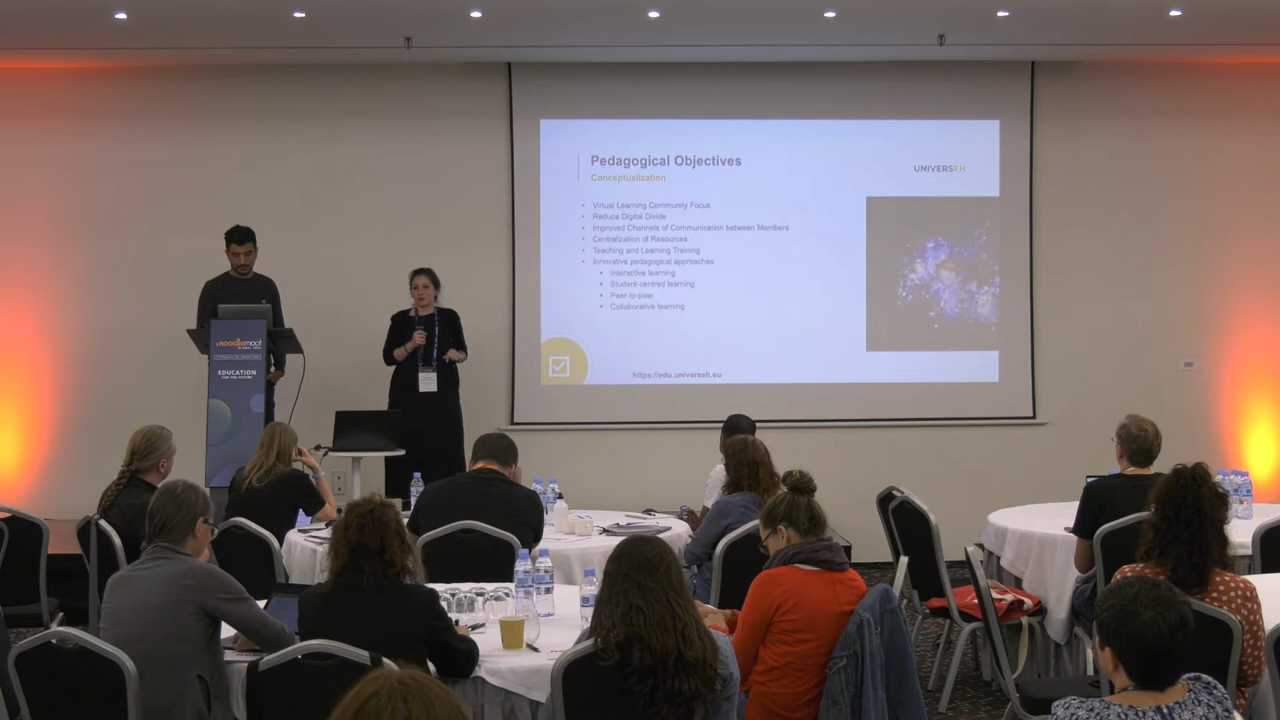 Pedagogical Objectives
Conceptualization
UNIVERSEH
• Virtual Learning Community Focus
• Reduce Digital Divide
• Improved Channels of Communication between Members
• Centralization of Resources
• Teaching and Learning Training
• Innovative pedagogical approaches
• Interactive learning
• Student-centred learning
• Peer-to-peer
• Collaborative learning
https://edu.universeh.eu
moodlemoot
EDUCATION
FOR THE FUTURE